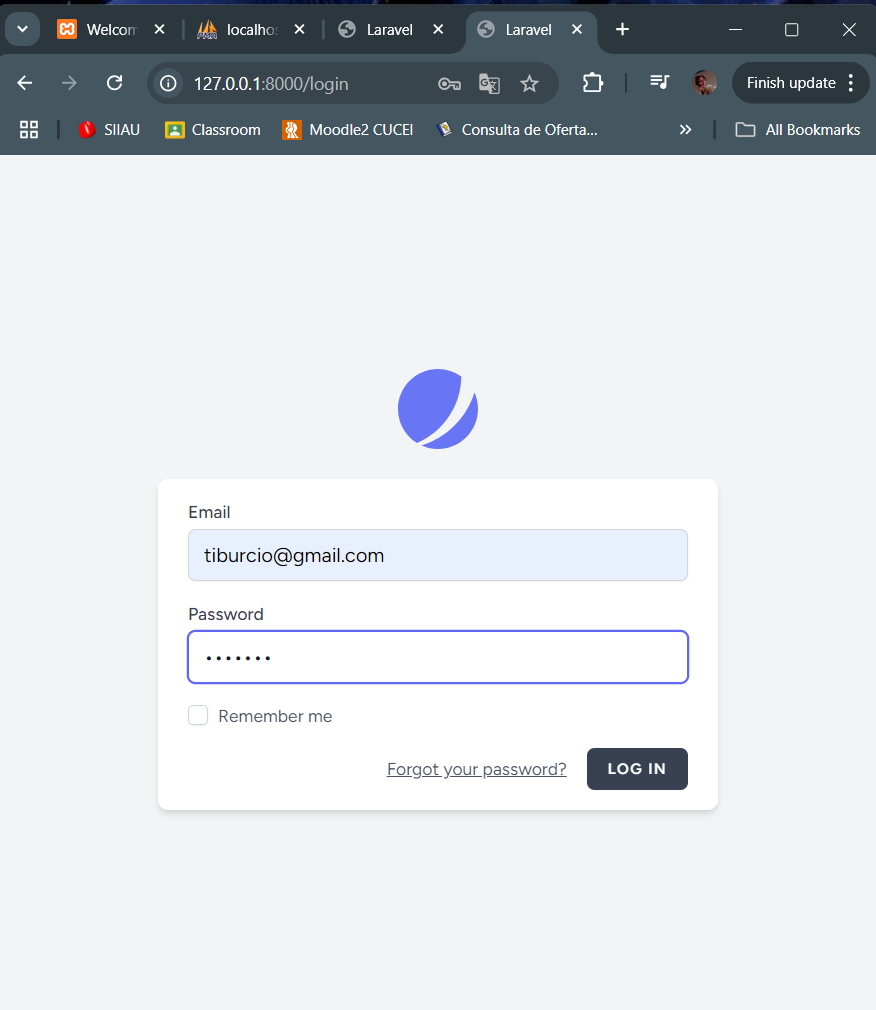 Welcom
localhos
Laravel
Laravel
127.0.0.1:8000/login
Finish update
SIIAU
Classroom
Moodle2 CUCEI
Consulta de Oferta...
All Bookmarks
Email
tiburcio@gmail.com
Password
•••••••
Remember me
Forgot your password?
LOG IN